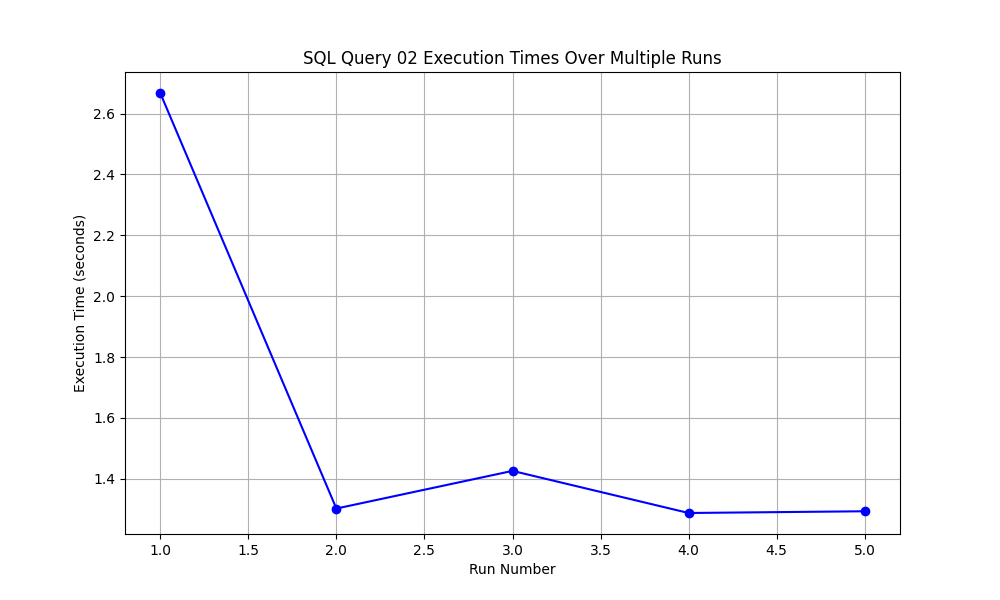 SQL Query 02 Execution Times Over Multiple Runs
Execution Time (seconds)
2.6
2.4
2.2
2.0
1.8
1.6
1.4
1.0 1.5 2.0 2.5 3.0 3.5 4.0 4.5 5.0
Run Number